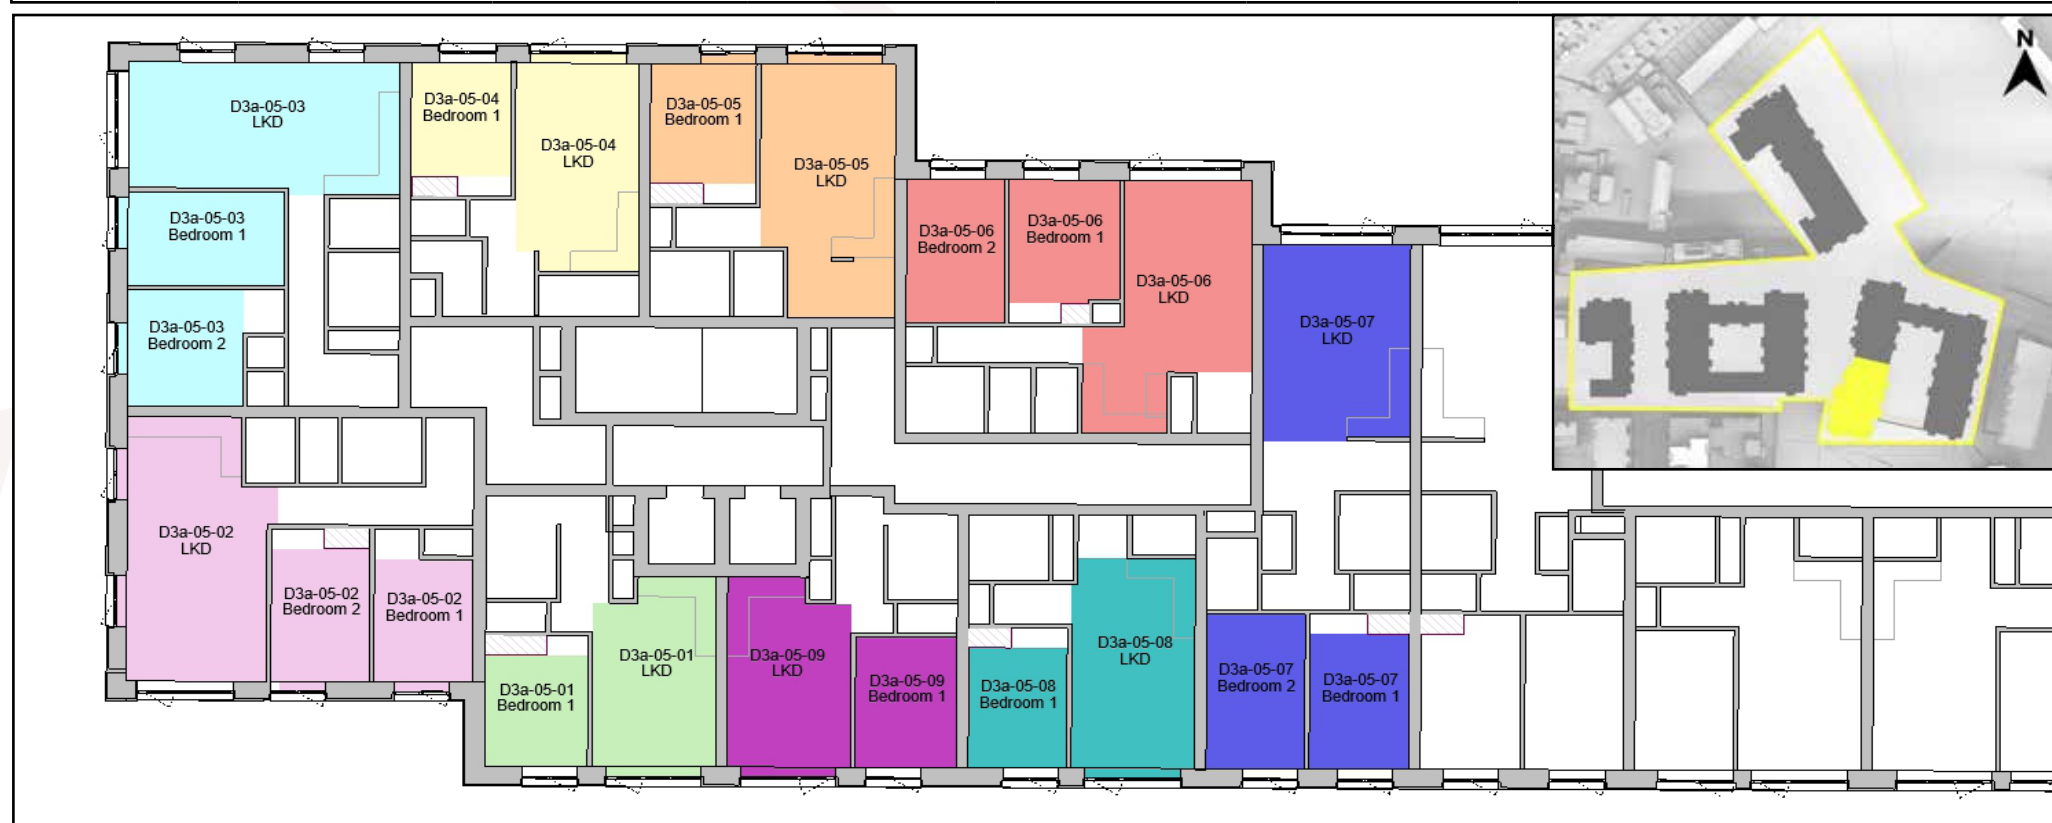 N
D3a-05-03
LKD
D3a-05-04
Bedroom 1
D3a-05-04
LKD
D3a-05-05
Bedroom 1
D3a-05-05
LKD
D3a-05-03
Bedroom 1
D3a-05-06
Bedroom 2
D3a-05-06
Bedroom 1
D3a-05-06
LKD
D3a-05-03
Bedroom 2
D3a-05-07
LKD
D3a-05-02
LKD
D3a-05-02
Bedroom 2
D3a-05-02
Bedroom 1
D3a-05-01
Bedroom 1
D3a-05-01
LKD
D3a-05-09
LKD
D3a-05-09
Bedroom 1
D3a-05-08
Bedroom 1
D3a-05-08
LKD
D3a-05-07
Bedroom 2
D3a-05-07
Bedroom 1